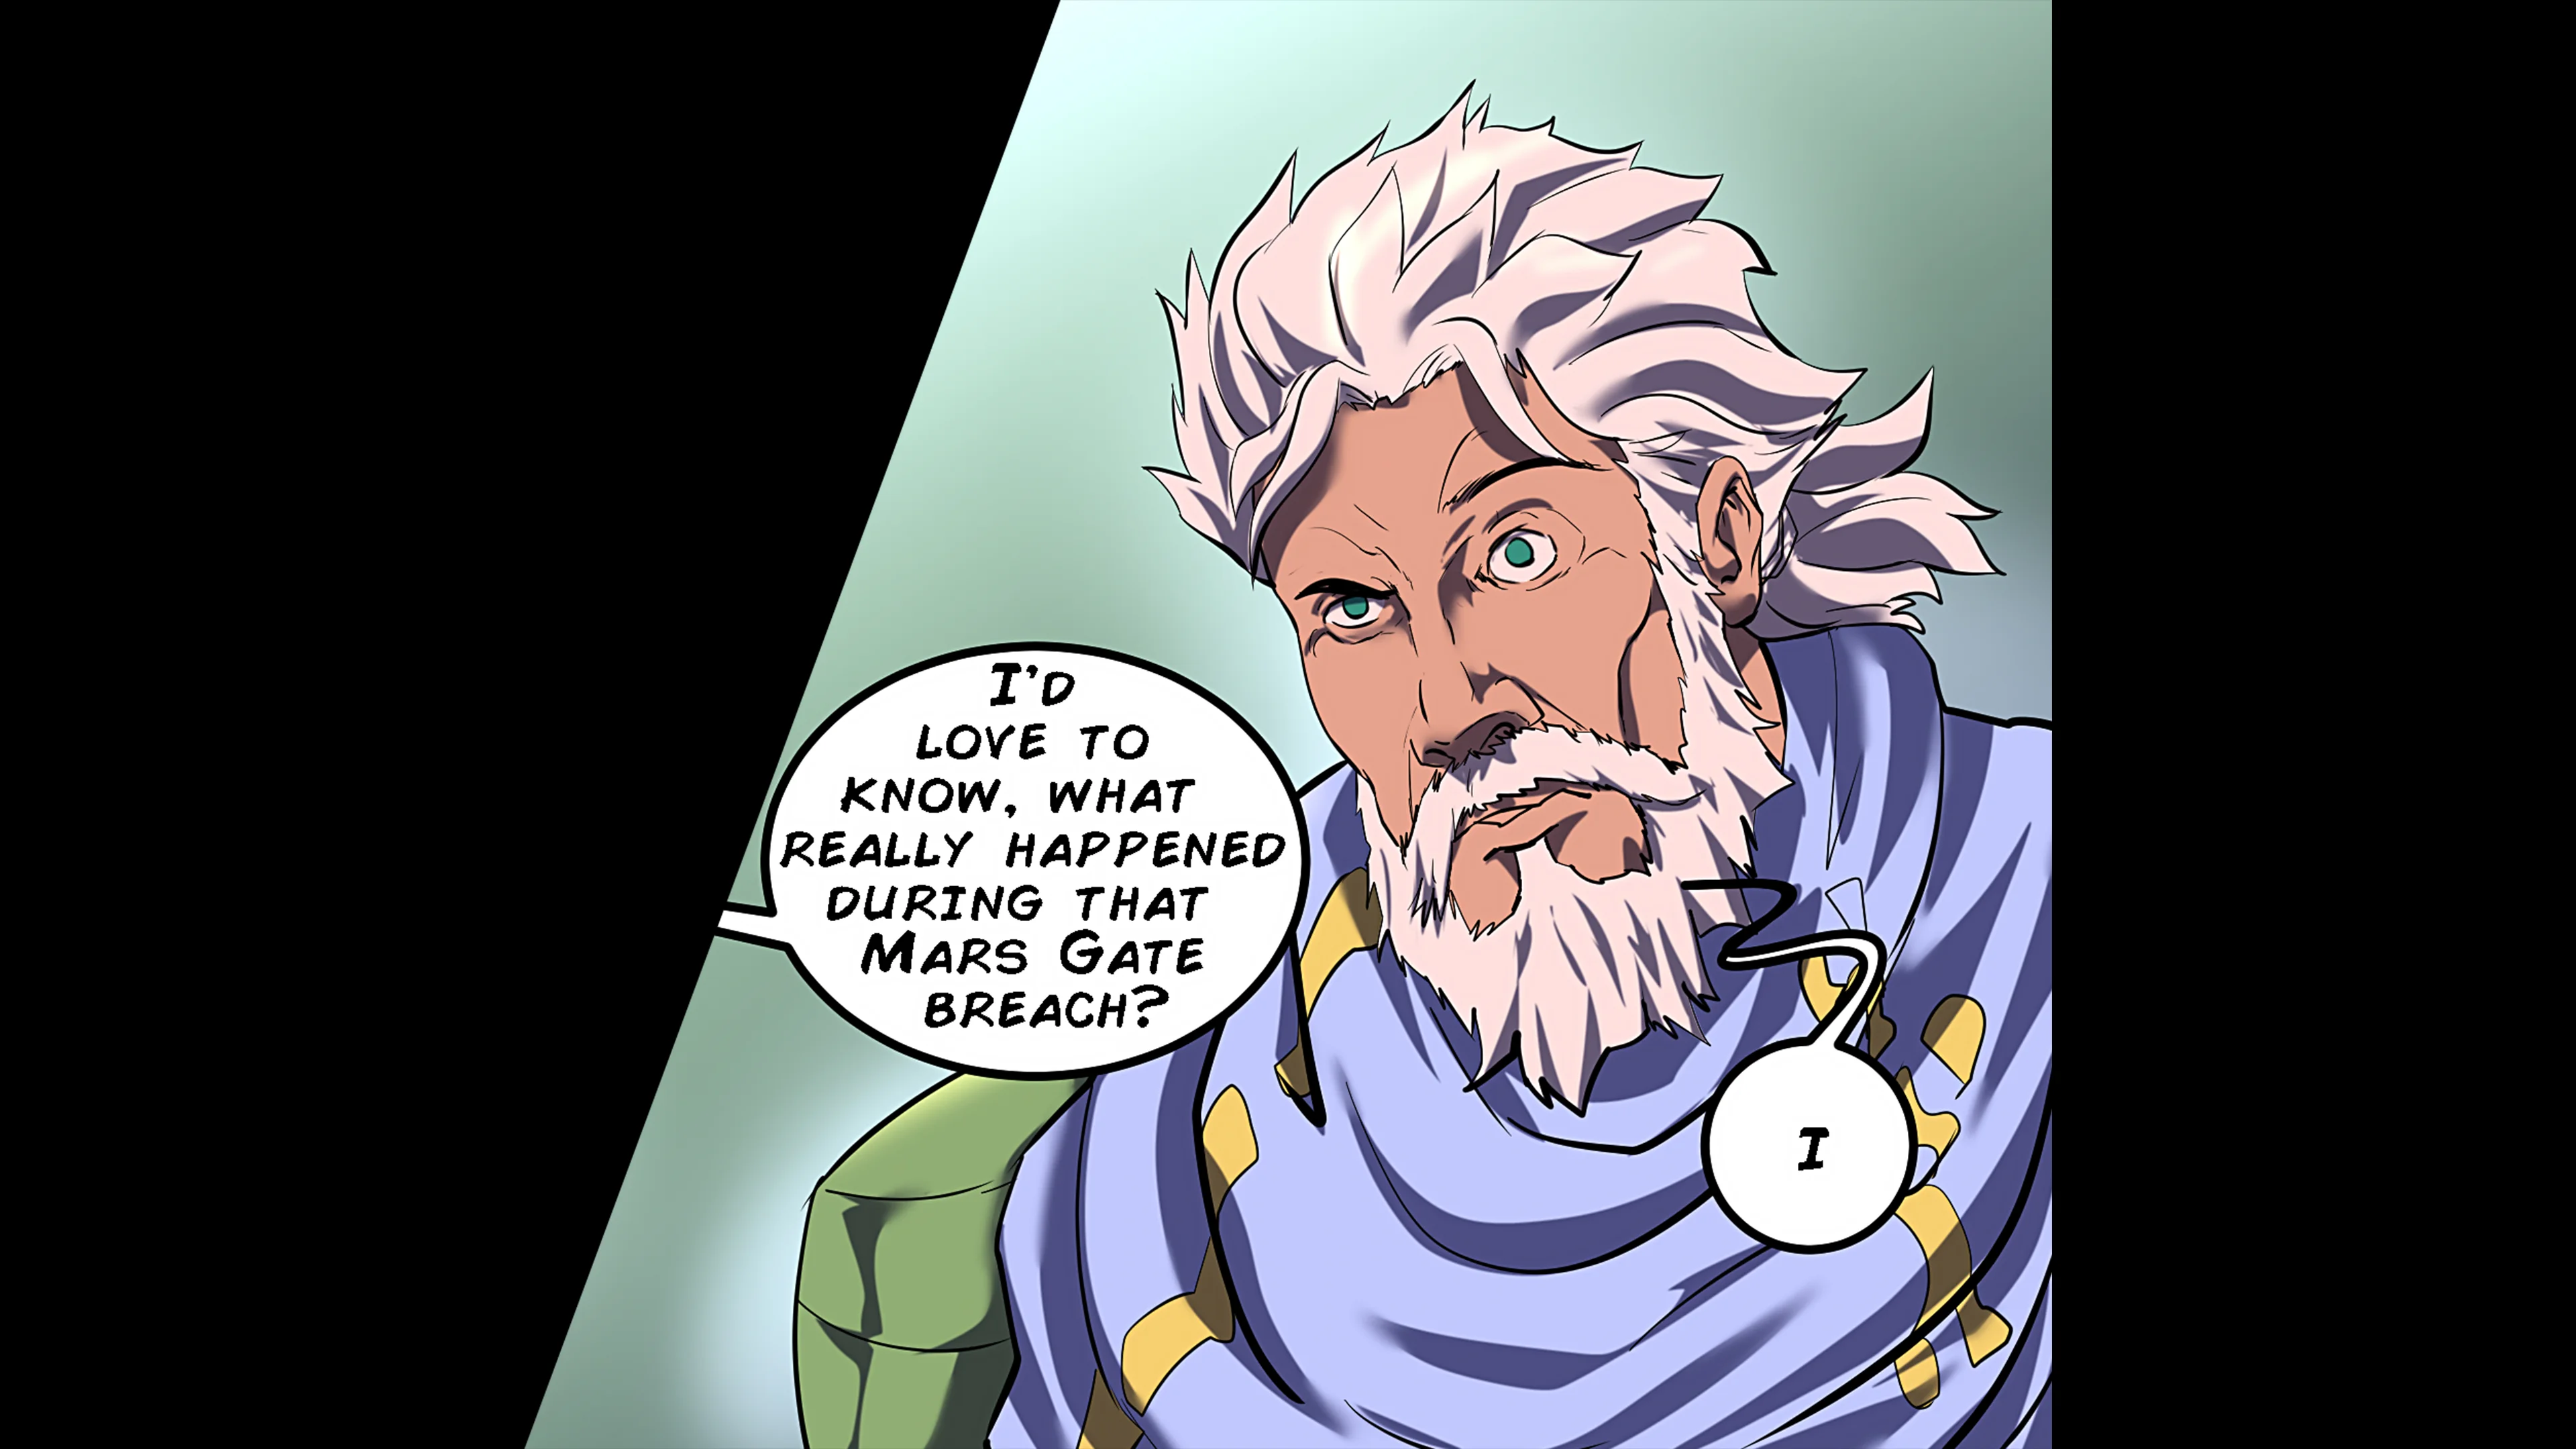 I'D
LOVE TO
KNOW, WHAT
REALLY HAPPENED
DURING THAT
MARS GATE
BREACH?
I